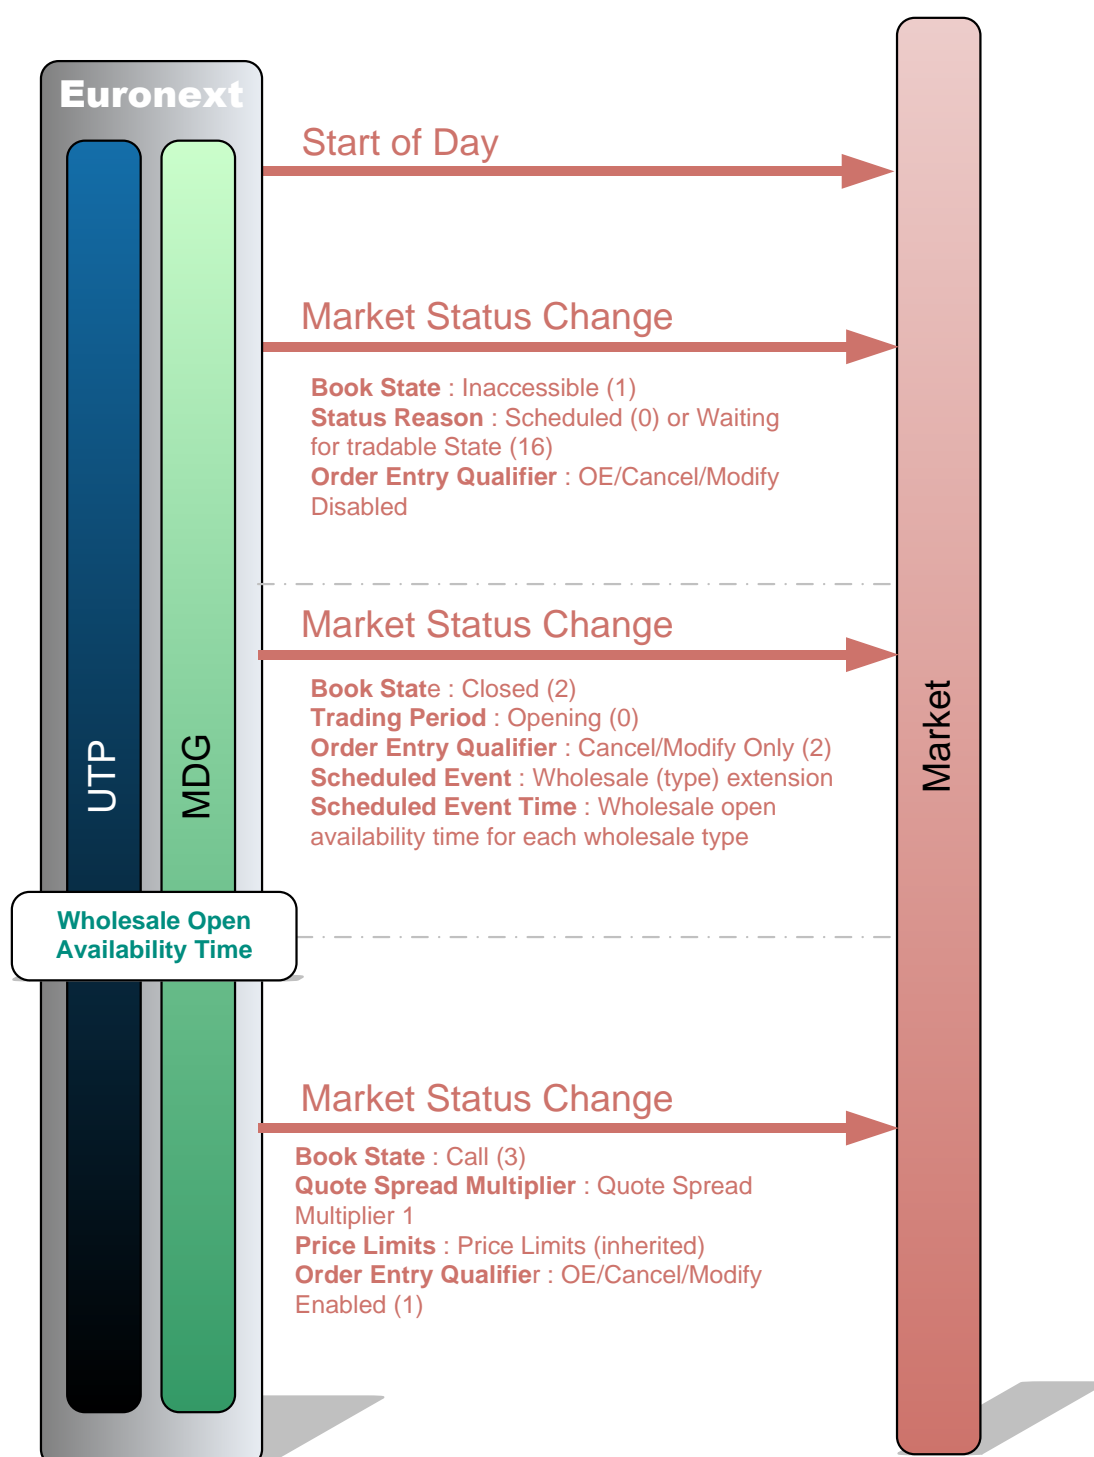 Euronext
Start of Day
Market Status Change
Book State : Inaccessible (1)
Status Reason : Scheduled (0) or Waiting
for tradable State (16)
Order Entry Qualifier : OE/Cancel/Modify
Disabled
Market Status Change
Book State : Closed (2)
Trading Period : Opening (0)
Order Entry Qualifier : Cancel/Modify Only (2)
Scheduled Event : Wholesale (type) extension
Scheduled Event Time : Wholesale open
availability time for each wholesale type
UTP
MDG
Market
Wholesale Open
Availability Time
Market Status Change
Book State : Call (3)
Quote Spread Multiplier : Quote Spread
Multiplier 1
Price Limits : Price Limits (inherited)
Order Entry Qualifier : OE/Cancel/Modify
Enabled (1)